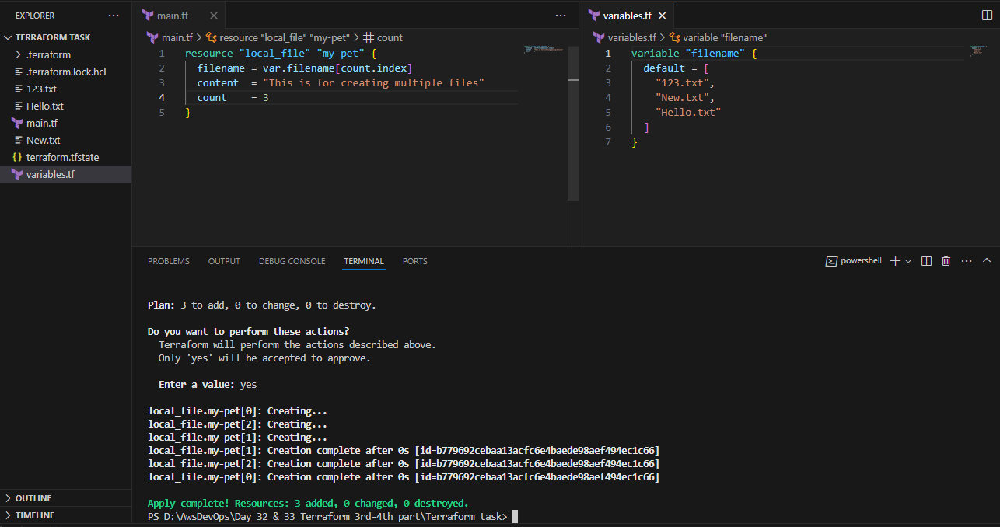 EXPLORER ···
TERRAFORM TASK
.terraform
.terraform.lock.hcl
123.txt
Hello.txt
main.tf
New.txt
{} terraform.tfstate
variables.tf
OUTLINE
TIMELINE
main.tf ···
main.tf > resource "local_file" "my-pet" > # count
1 resource "local_file" "my-pet" {
2 filename = var.filename[count.index]
3 content = "This is for creating multiple files"
4 count = 3
5 }
variables.tf
variables.tf > variable "filename"
1 variable "filename" {
2 default = [
3 "123.txt",
4 "New.txt",
5 "Hello.txt"
6 ]
7 }
PROBLEMS OUTPUT DEBUG CONSOLE TERMINAL PORTS powershell ···
Plan: 3 to add, 0 to change, 0 to destroy.
Do you want to perform these actions?
Terraform will perform the actions described above.
Only 'yes' will be accepted to approve.
Enter a value: yes
local_file.my-pet[0]: Creating...
local_file.my-pet[2]: Creating...
local_file.my-pet[1]: Creating...
local_file.my-pet[1]: Creation complete after 0s [id=b779692cebaa13acfc6e4baede98aef494ec1c66]
local_file.my-pet[2]: Creation complete after 0s [id=b779692cebaa13acfc6e4baede98aef494ec1c66]
local_file.my-pet[0]: Creation complete after 0s [id=b779692cebaa13acfc6e4baede98aef494ec1c66]
Apply complete! Resources: 3 added, 0 changed, 0 destroyed.
PS D:\AwsDevOps\Day 32 & 33 Terraform 3rd-4th part\Terraform task>